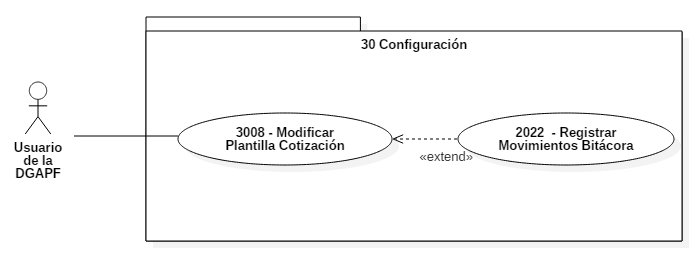 30 Configuración
Usuario
de la
DGAPF
3008 - Modificar
Plantilla Cotización
«extend»
2022 - Registrar
Movimientos Bitácora